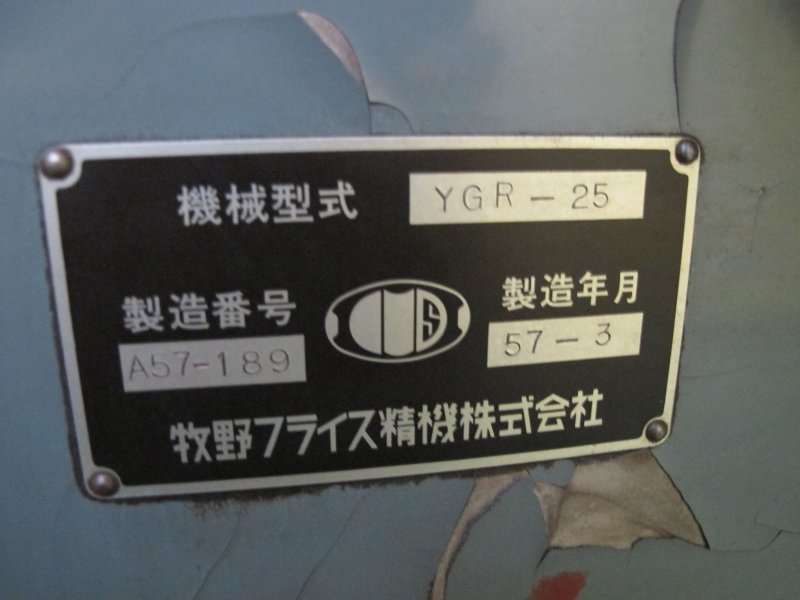 機械型式 YGR-25
製造番号 製造年月
A57-189 57-3
牧野フライス精機株式会社